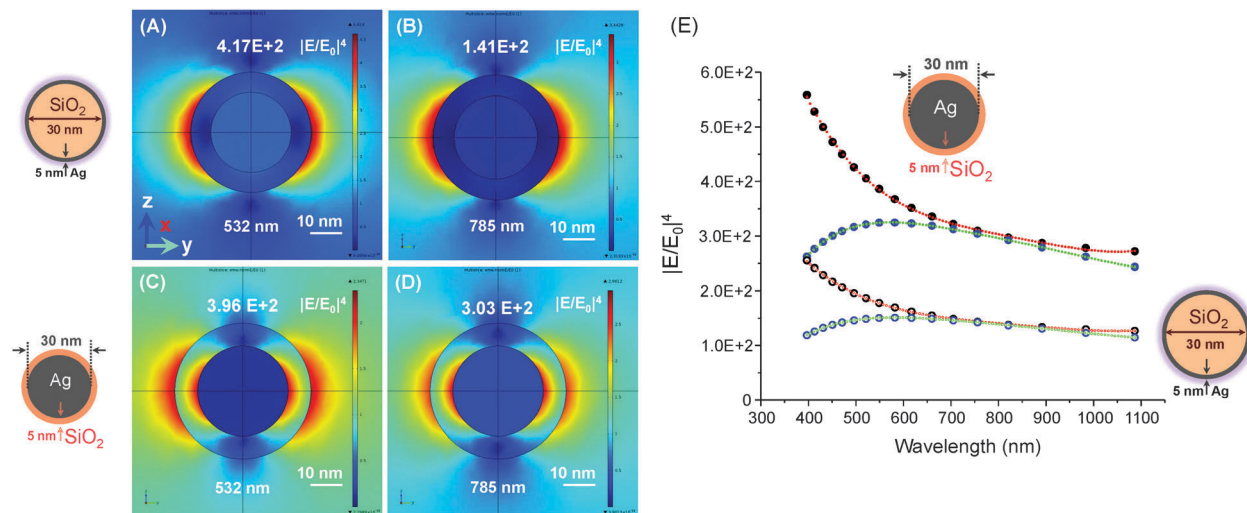 SiO2
30 nm
5 nm Ag
(A)
4.17E+2
|E/E0|^4
z
x
y
532 nm
10 nm
(B)
1.41E+2
|E/E0|^4
785 nm
10 nm
30 nm
Ag
5 nm SiO2
(C)
3.96 E+2
|E/E0|^4
532 nm
10 nm
(D)
3.03 E+2
|E/E0|^4
785 nm
10 nm
(E)
30 nm
Ag
5 nm SiO2
|E/E0|^4
6.0E+2
5.0E+2
4.0E+2
3.0E+2
2.0E+2
1.0E+2
0.0
300 400 500 600 700 800 900 1000 1100
Wavelength (nm)
SiO2
30 nm
5 nm Ag